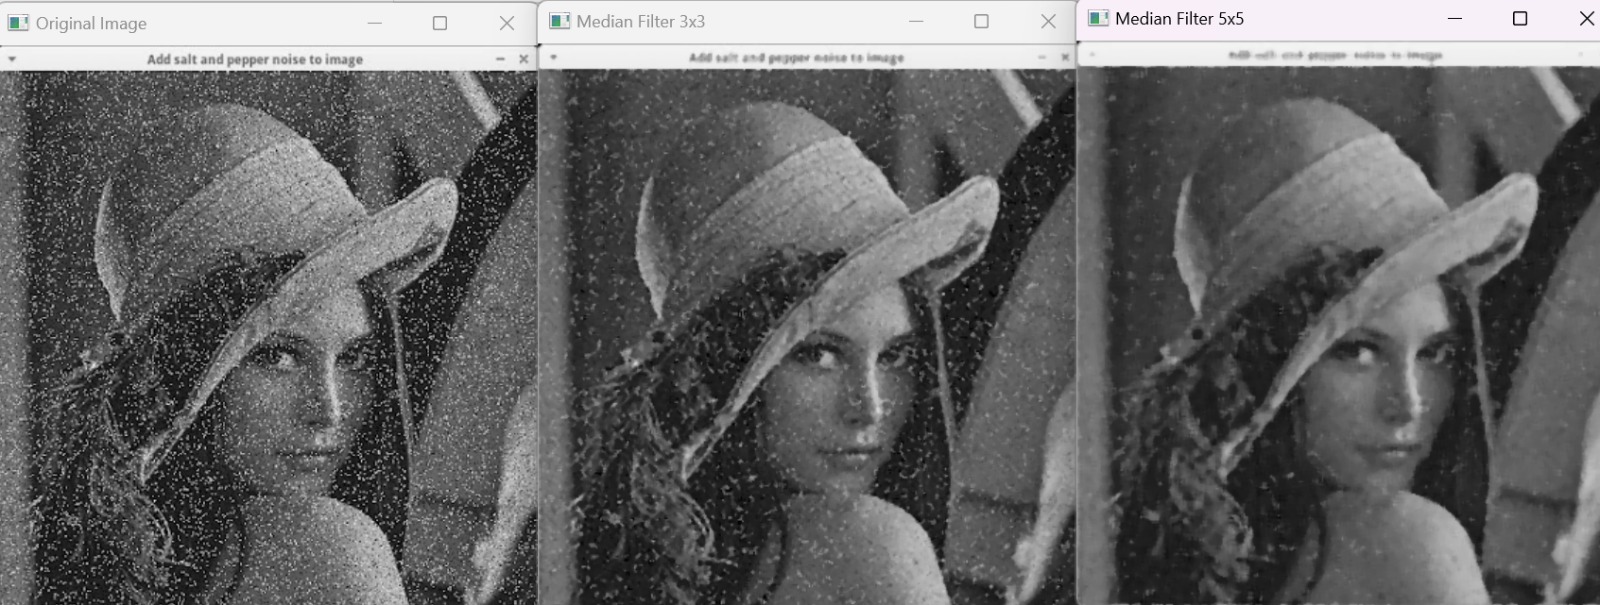 Original Image
Add salt and pepper noise to image
Median Filter 3x3
Add salt and pepper noise to image
Median Filter 5x5